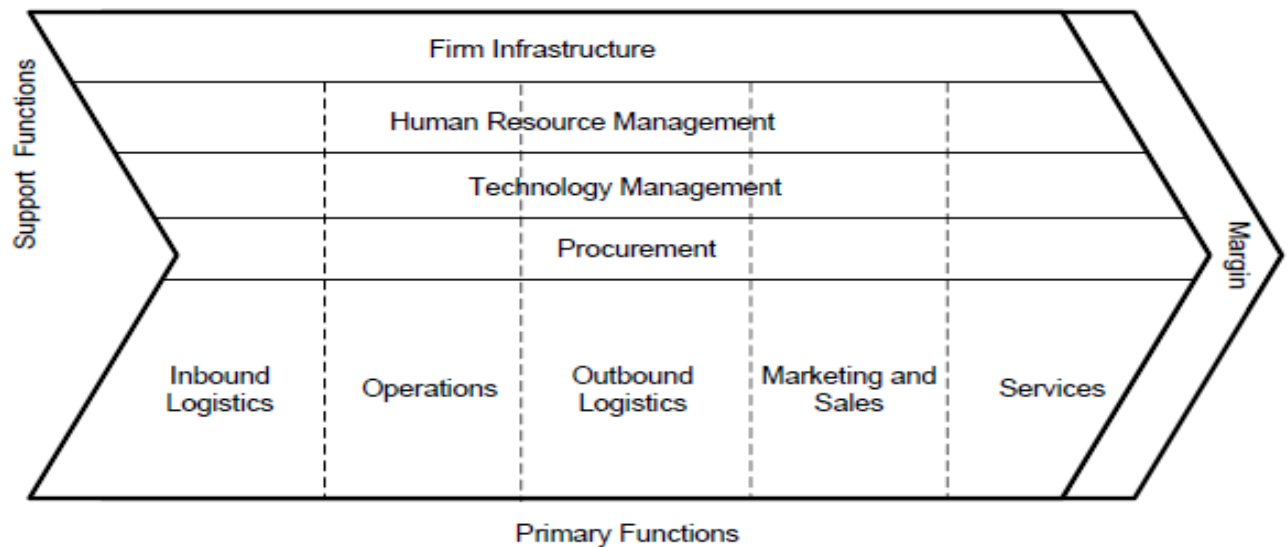 Support Functions
Firm Infrastructure
Human Resource Management
Technology Management
Procurement
Margin
Inbound
Logistics
Operations
Outbound
Logistics
Marketing and
Sales
Services
Primary Functions